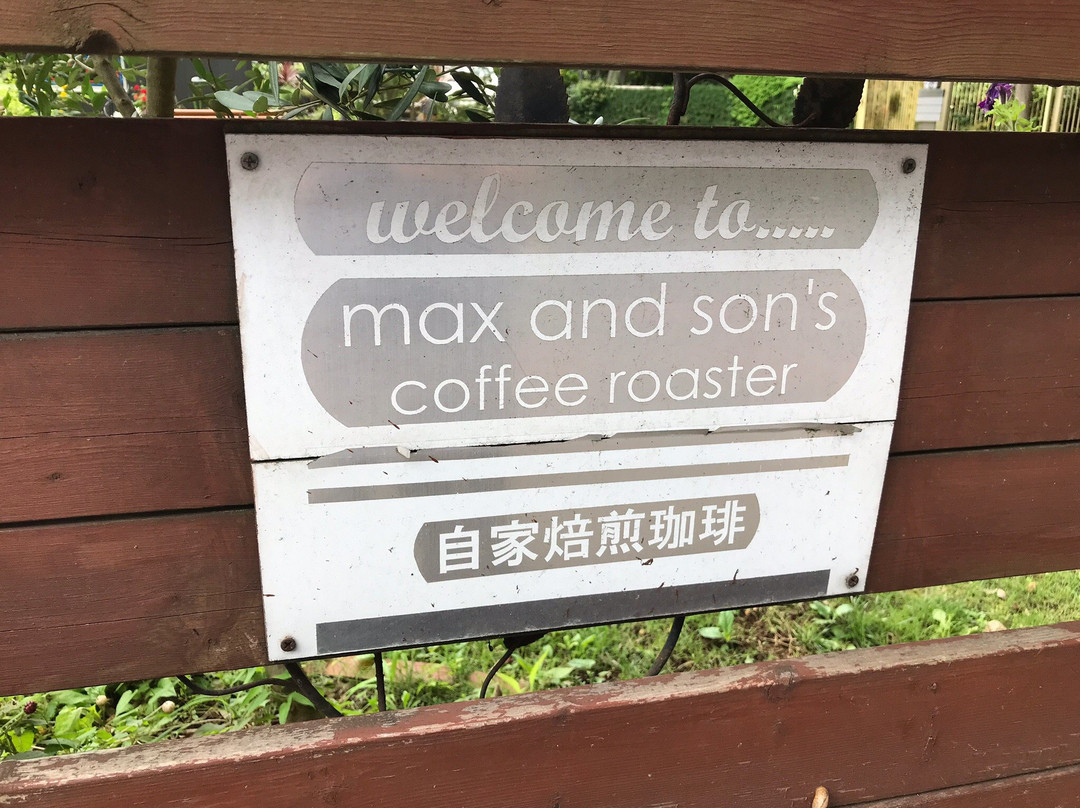 welcome to.....
max and son's
coffee roaster
自家焙煎珈琲